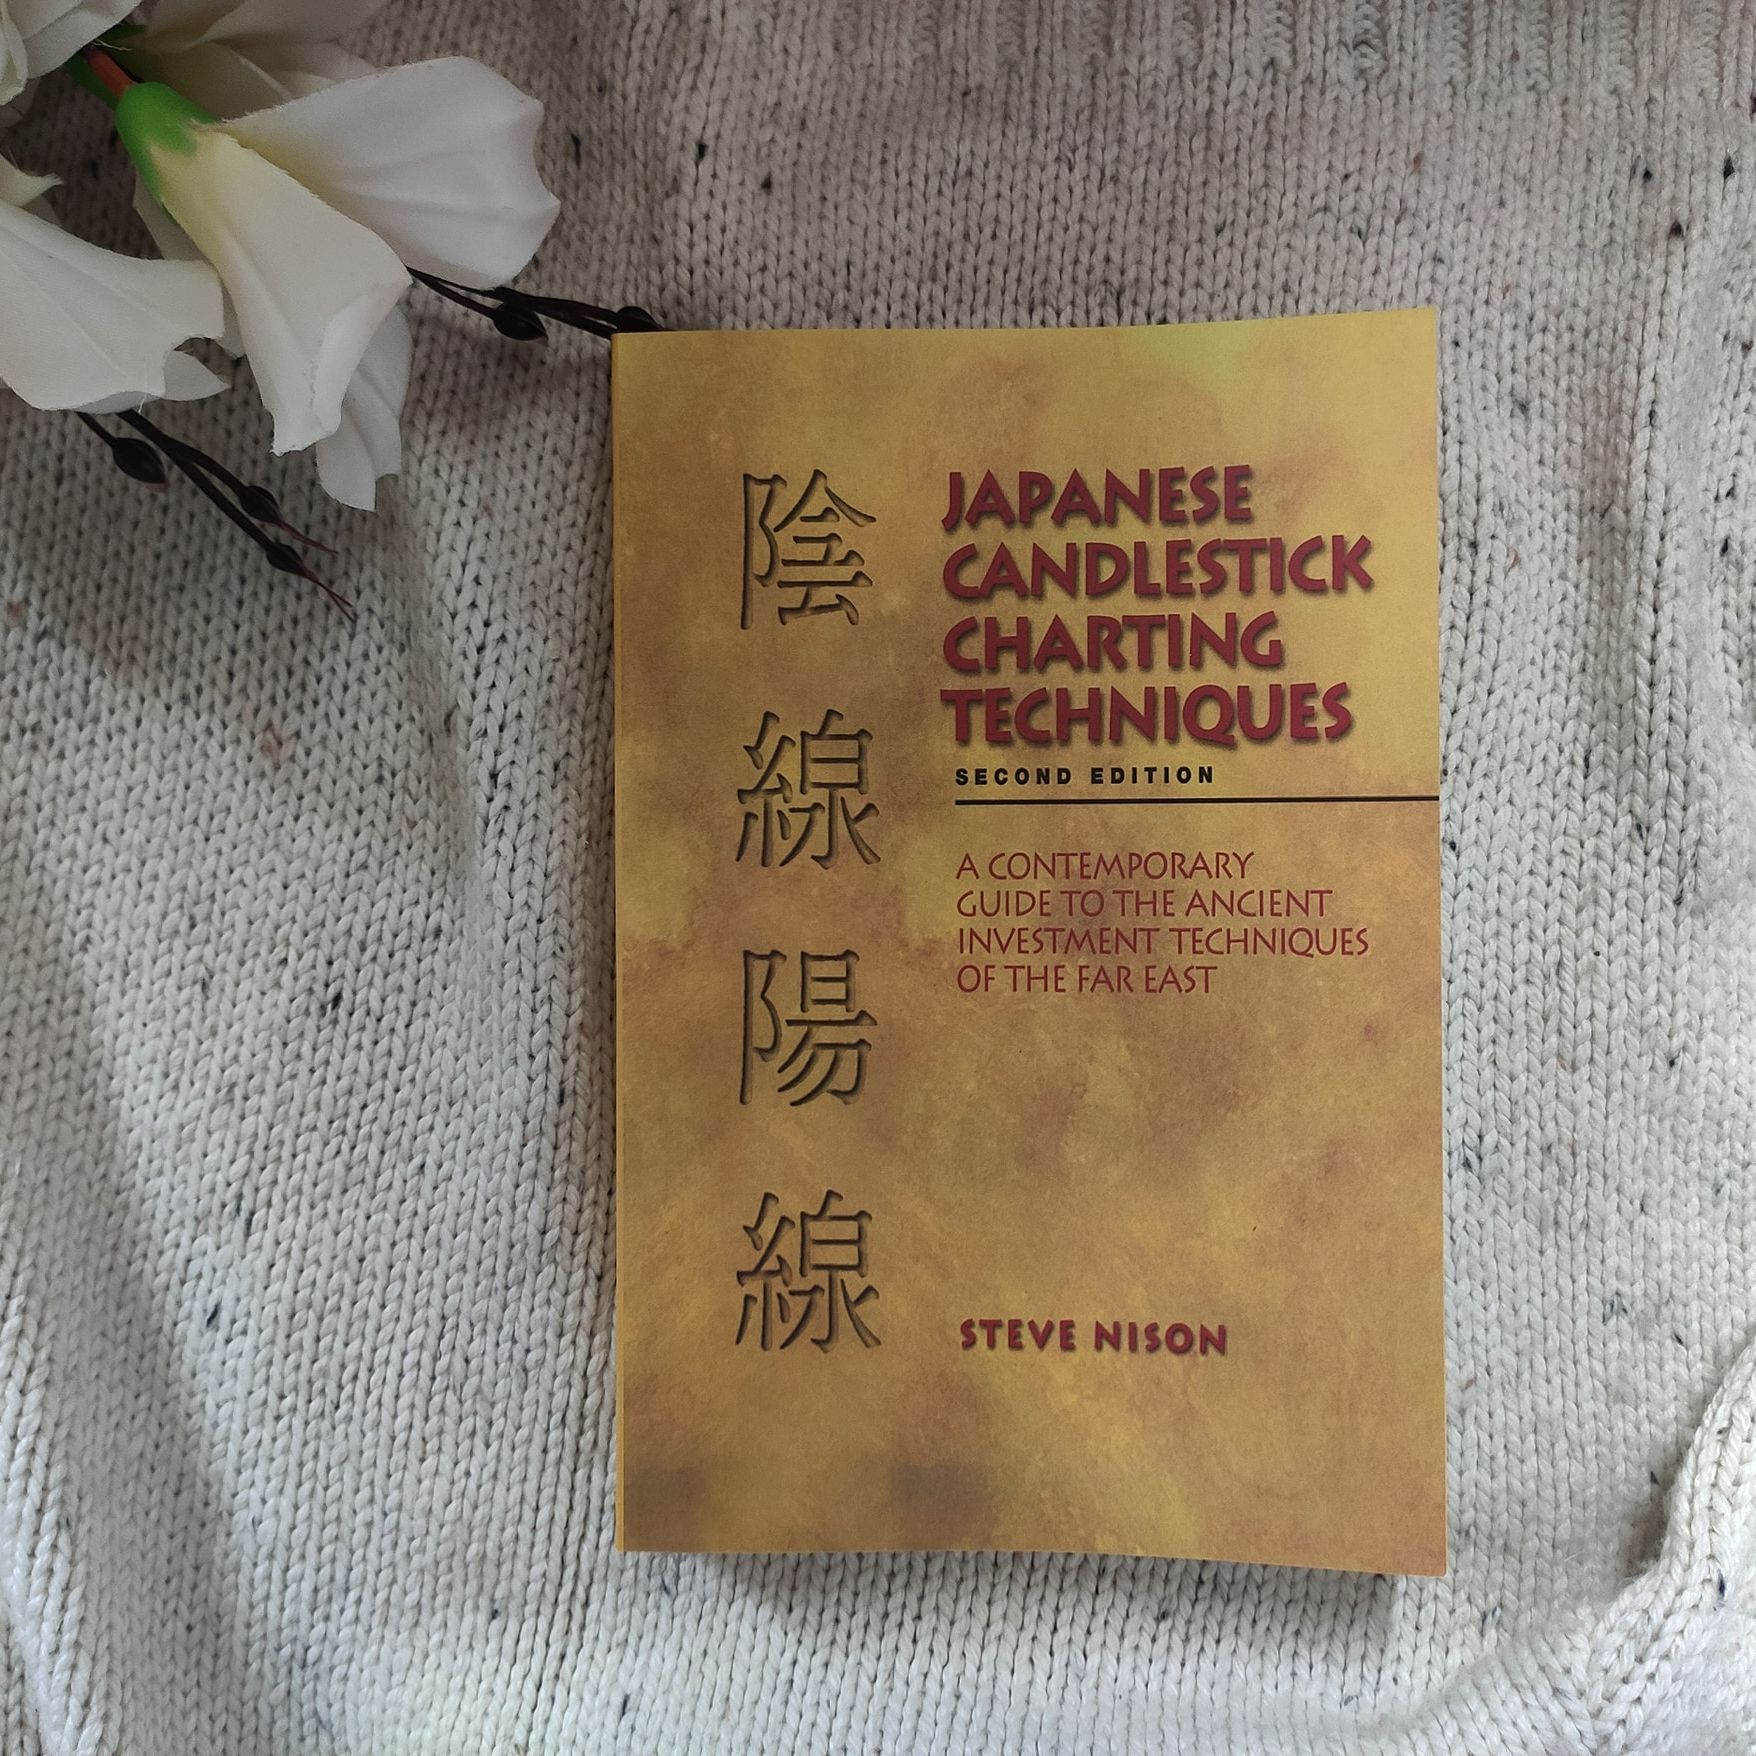 陰線陽線
JAPANESE
CANDLESTICK
CHARTING
TECHNIQUES
SECOND EDITION
A CONTEMPORARY
GUIDE TO THE ANCIENT
INVESTMENT TECHNIQUES
OF THE FAR EAST
STEVE NISON